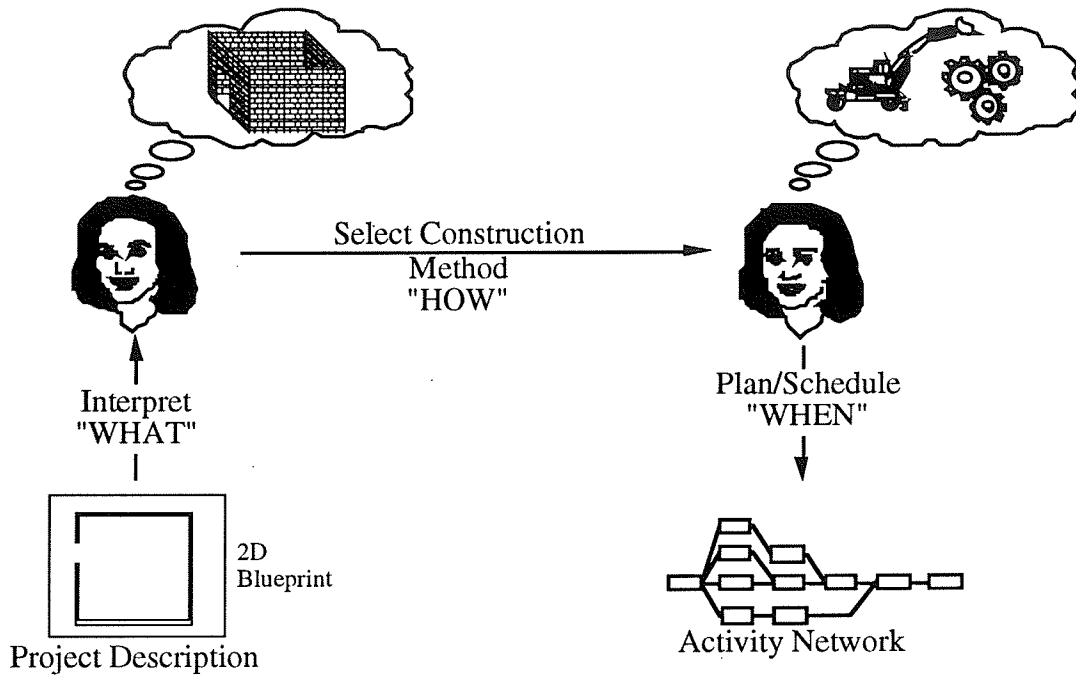 Select Construction
Method
"HOW"
Interpret
"WHAT"
Plan/Schedule
"WHEN"
2D
Blueprint
Project Description
Activity Network